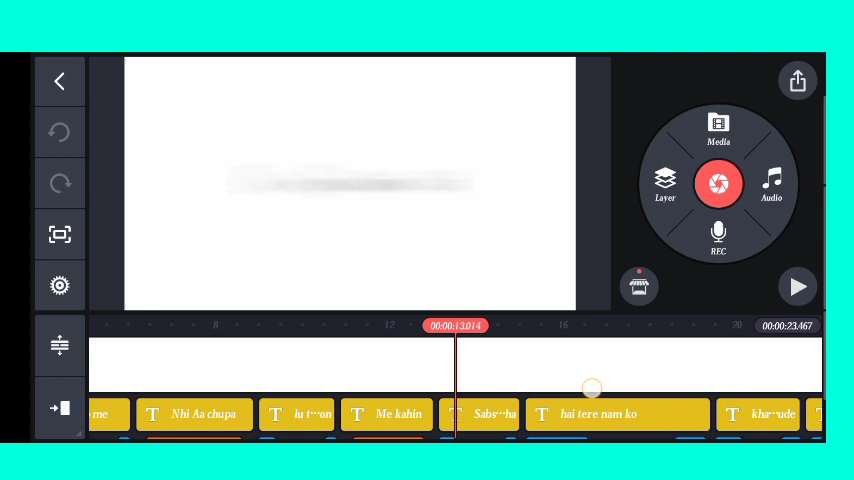 Media
Layer
Audio
REC
8
12
00:00:13.014
16
20
00:00:23.467
me
T Nhi Aa chupa
T lu t···on
T Me kahin
T Sabs···ha
T hai tere nam ko
T khar···ude
T